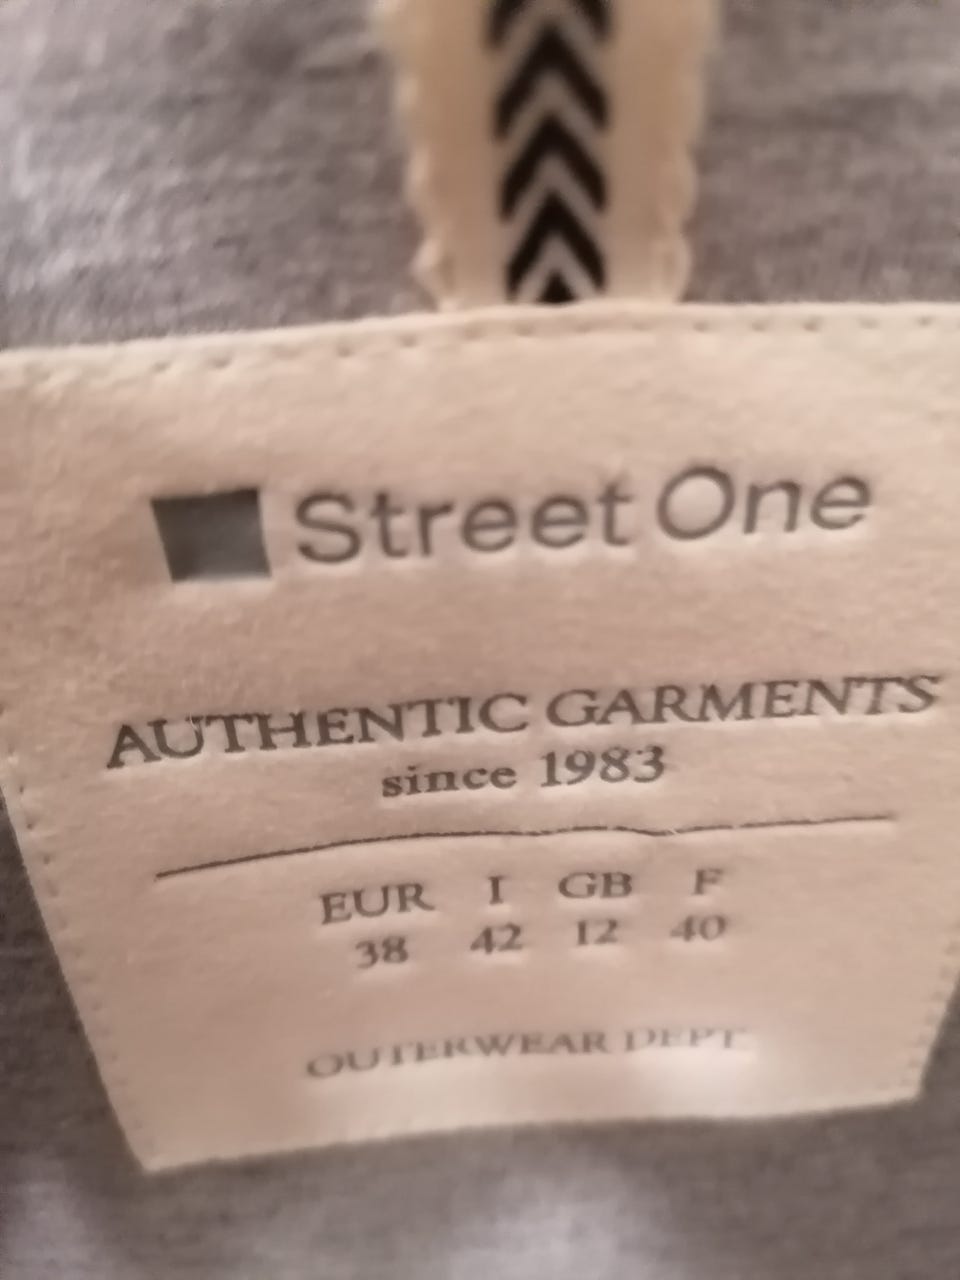 Street One
AUTHENTIC GARMENTS
since 1983
EUR I GB F
38 42 12 40
OUTERWEAR DEPT